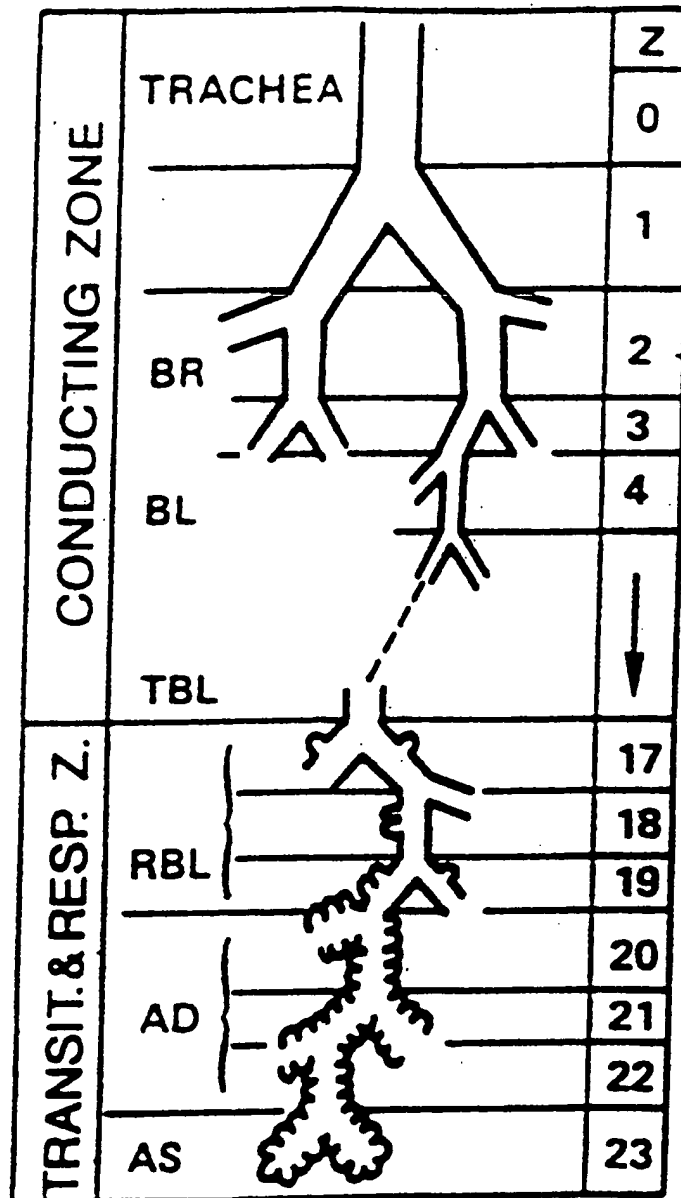 CONDUCTING ZONE
TRANSIT.& RESP. Z.
Z
TRACHEA 0
1
BR 2
3
BL 4
TBL
17
18
RBL 19
20
AD 21
22
AS 23